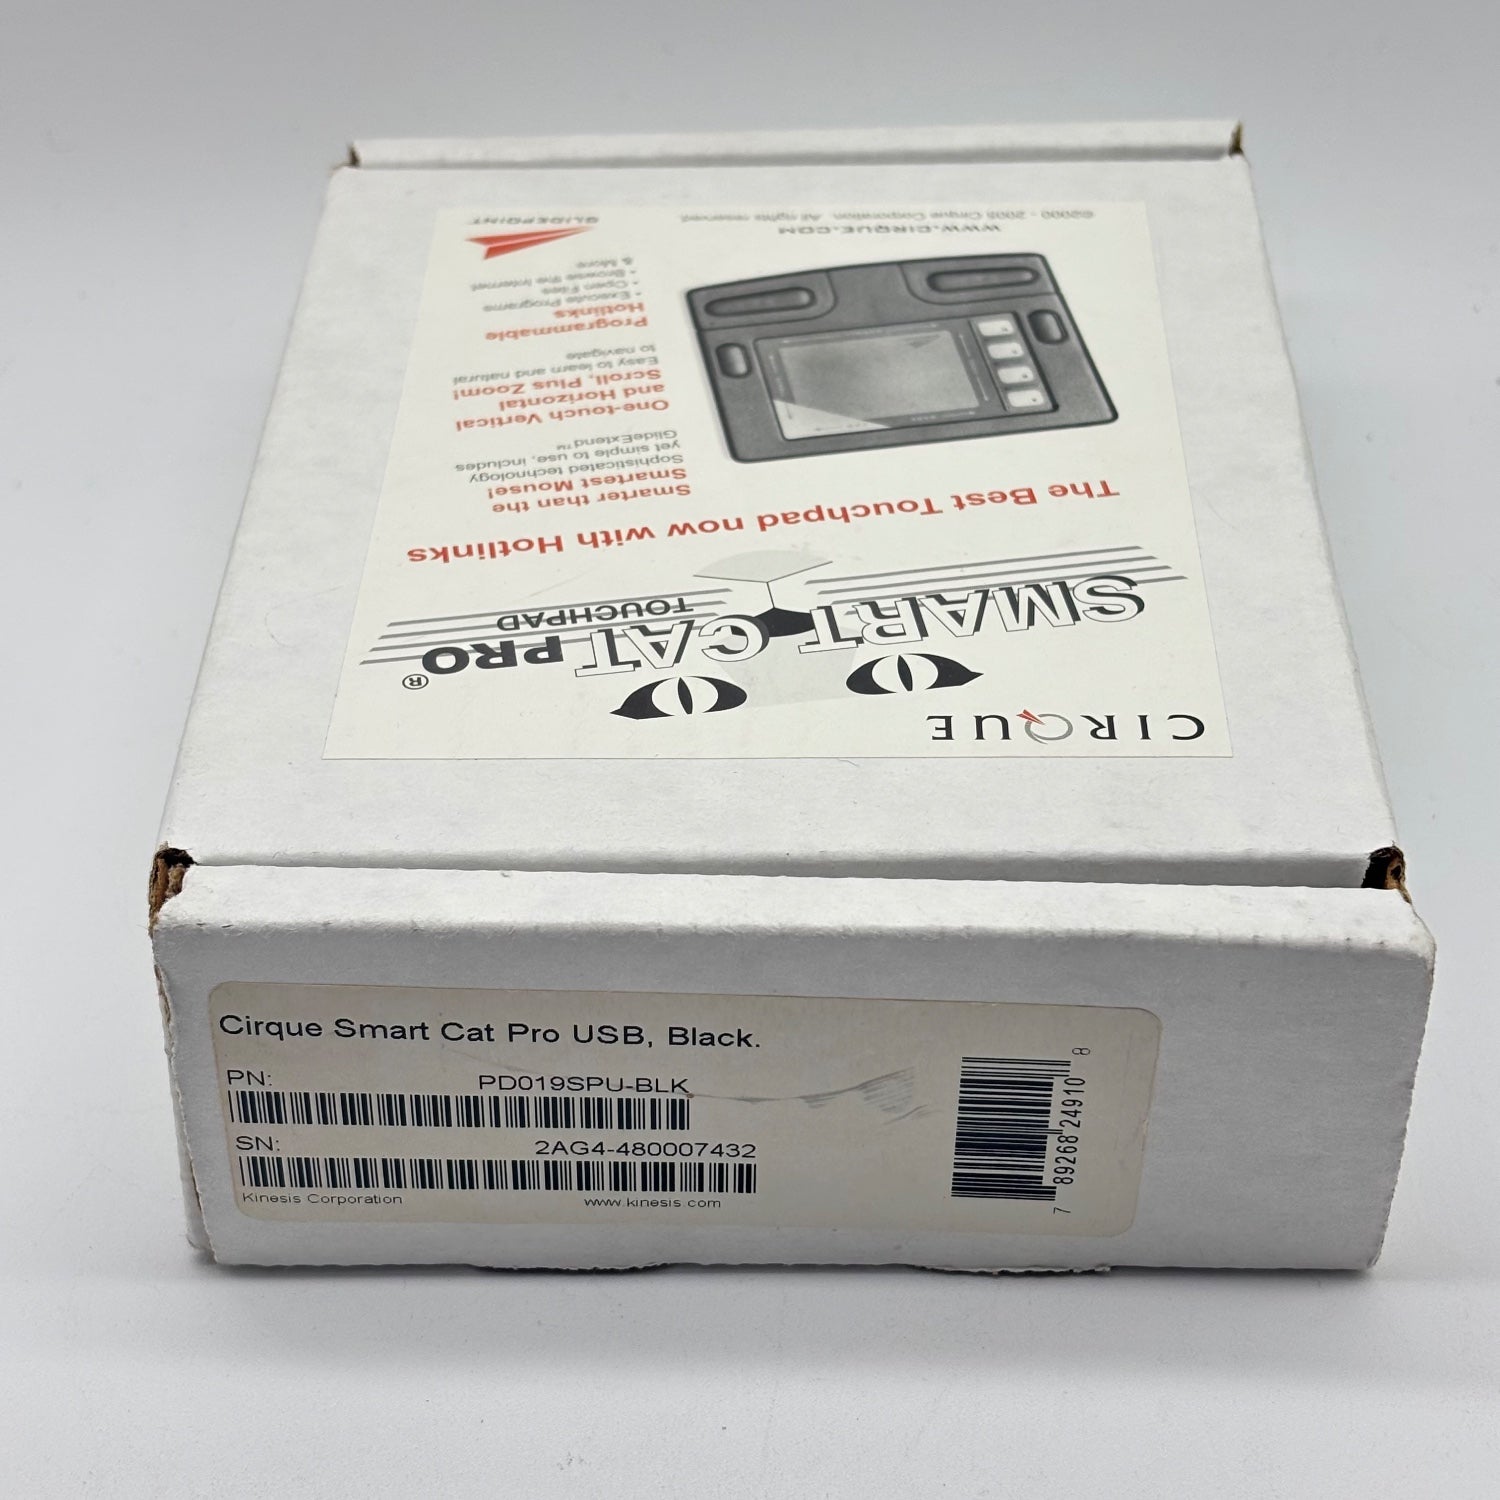 CIRQUE
SMART CAT PRO®
TOUCHPAD
The Best Touchpad now with Hotlinks
Smarter than the
Smartest Mouse!
Sophisticated technology
yet simple to use, includes
GlideExtend™
One-touch Vertical
and Horizontal
Scroll, Plus Zoom!
Easy to learn and natural
to navigate
Programmable
Hotlinks
• Execute Programs
• Open Files
• Browse the Internet
& More
GLIDEPOINT
WWW.CIRQUE.COM
©2000 - 2005 Cirque Corporation. All rights reserved.
Cirque Smart Cat Pro USB, Black.
PN: PD019SPU-BLK
SN: 2AG4-480007432
Kinesis Corporation www.kinesis.com
7 89268 24910 8